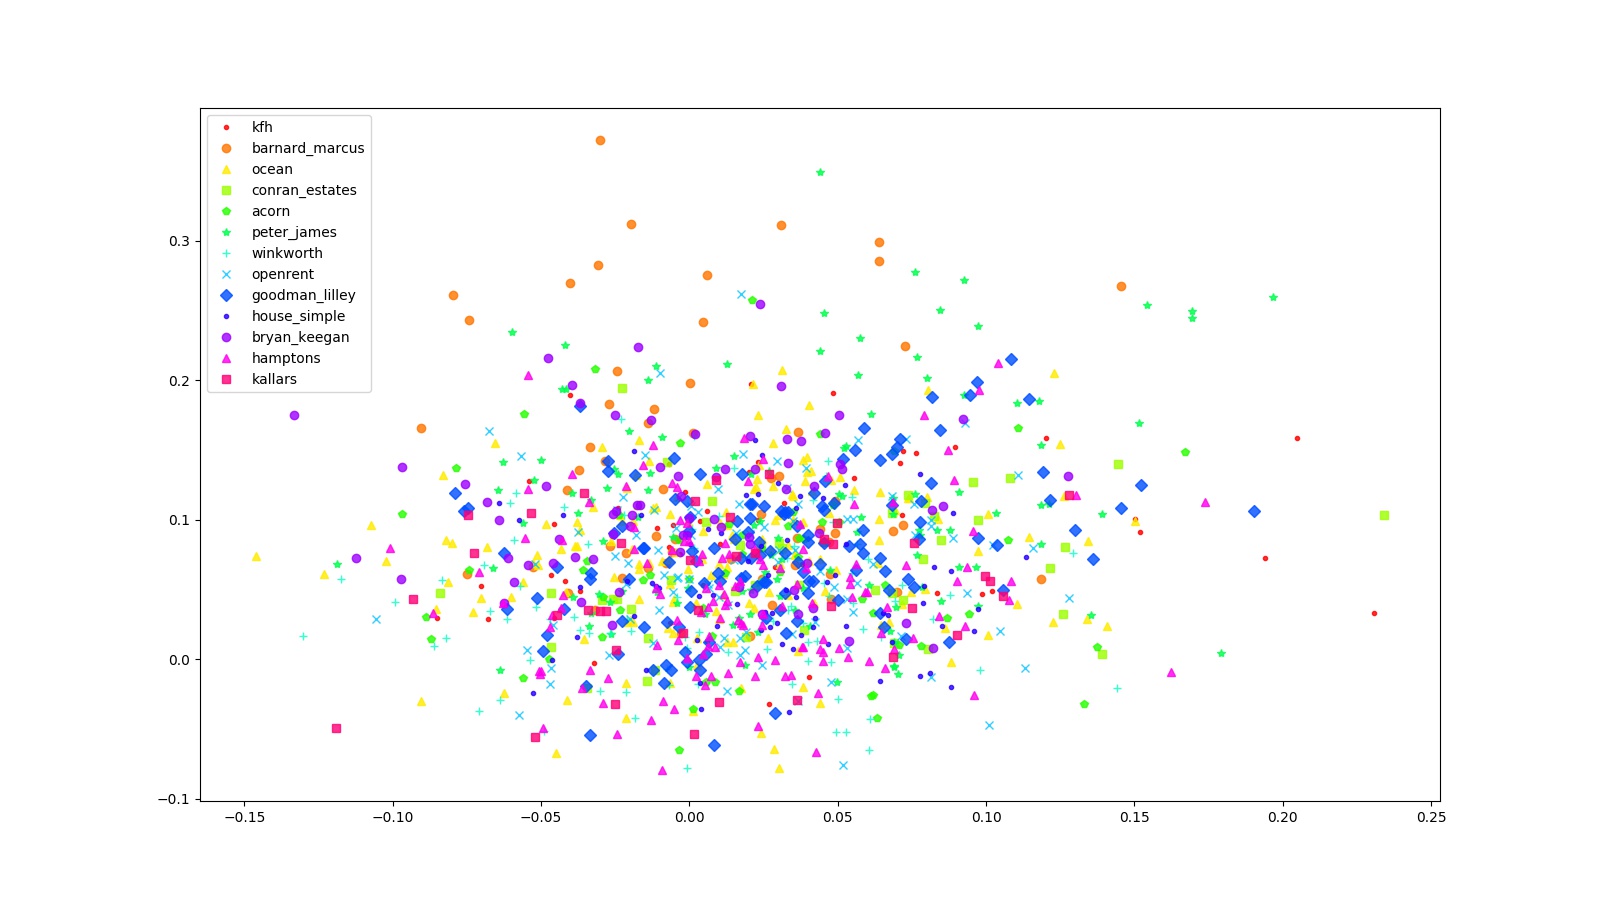 kfh
barnard_marcus
ocean
conran_estates
acorn
peter_james
winkworth
openrent
goodman_lilley
house_simple
bryan_keegan
hamptons
kallars
0.3
0.2
0.1
0.0
−0.1
−0.15 −0.10 −0.05 0.00 0.05 0.10 0.15 0.20 0.25